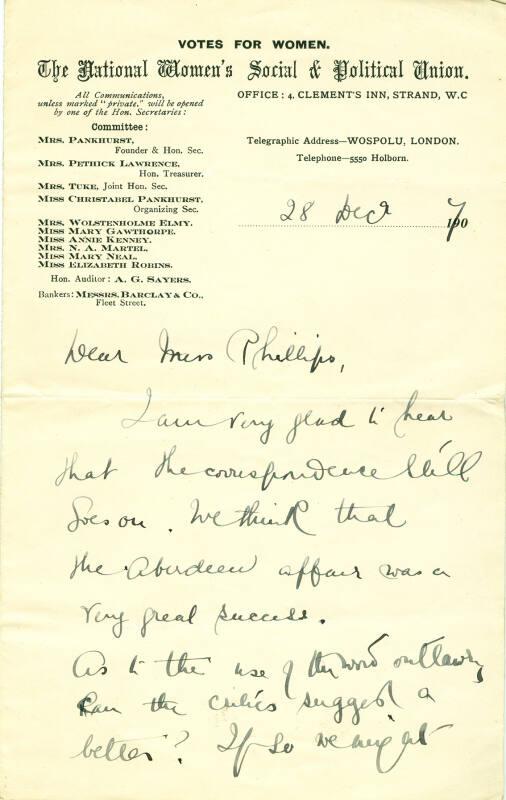 VOTES FOR WOMEN.
The National Women's Social & Political Union.
All Communications,
unless marked "private," will be opened
by one of the Hon. Secretaries:
OFFICE: 4, CLEMENT'S INN, STRAND, W.C
Committee:
MRS. PANKHURST,
Founder & Hon. Sec.
MRS. PETHICK LAWRENCE,
Hon. Treasurer.
MRS. TUKE, Joint Hon. Sec.
MISS CHRISTABEL PANKHURST,
Organizing Sec.
MRS. WOLSTENHOLME ELMY.
MISS MARY GAWTHORPE.
MISS ANNIE KENNEY.
MRS. N. A. MARTEL.
MISS MARY NEAL.
MISS ELIZABETH ROBINS.
Hon. Auditor: A. G. SAYERS.
Bankers: MESSRS. BARCLAY & CO.,
Fleet Street.
Telegraphic Address—WOSPOLU, LONDON.
Telephone—5550 Holborn.
28 Dec 1907
Dear Miss Phillips,
I am very glad to hear
that the correspondence still
goes on. We think that
the Aberdeen affair was a
very great success.
As to the use of the word outlawry
Can the critics suggest a
better? If so we might